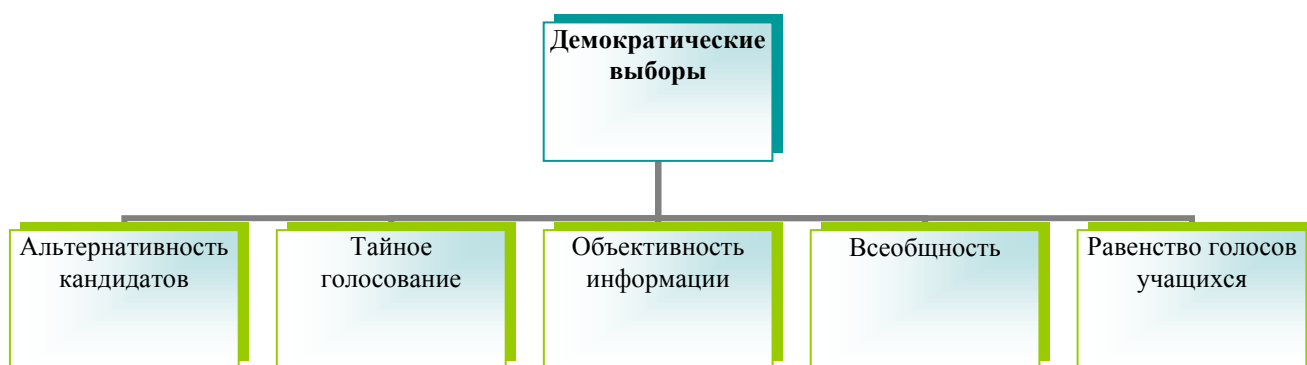 Демократические
выборы
Альтернативность
кандидатов
Тайное
голосование
Объективность
информации
Всеобщность
Равенство голосов
учащихся